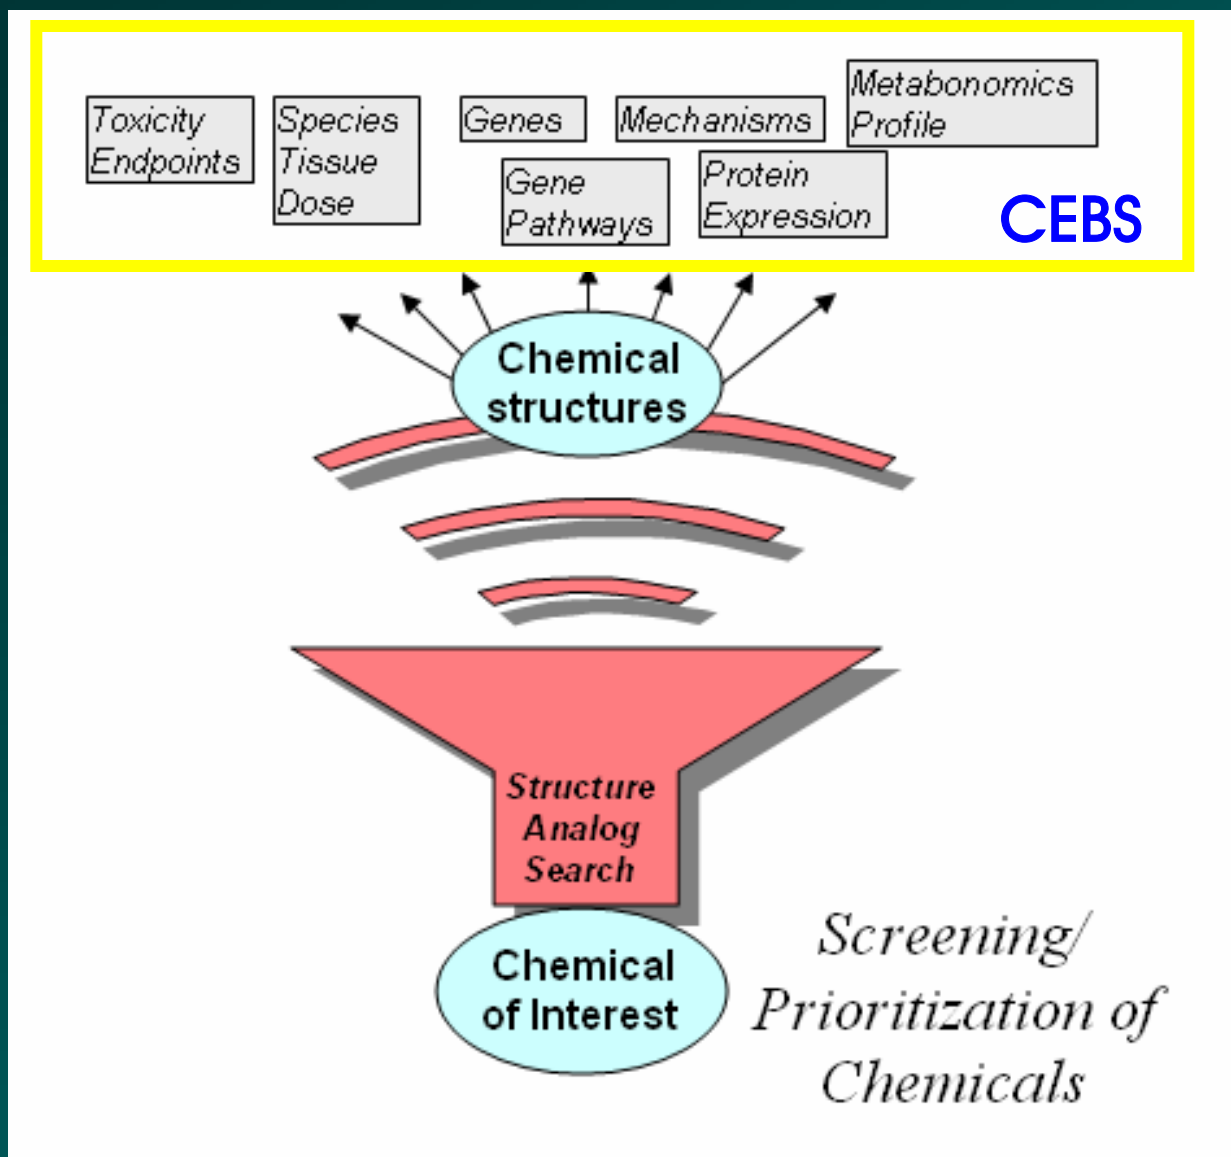 Toxicity
Endpoints
Species
Tissue
Dose
Genes
Mechanisms
Metabonomics
Profile
Gene
Pathways
Protein
Expression
CEBS
Chemical
structures
Structure
Analog
Search
Chemical
of Interest
Screening/
Prioritization of
Chemicals